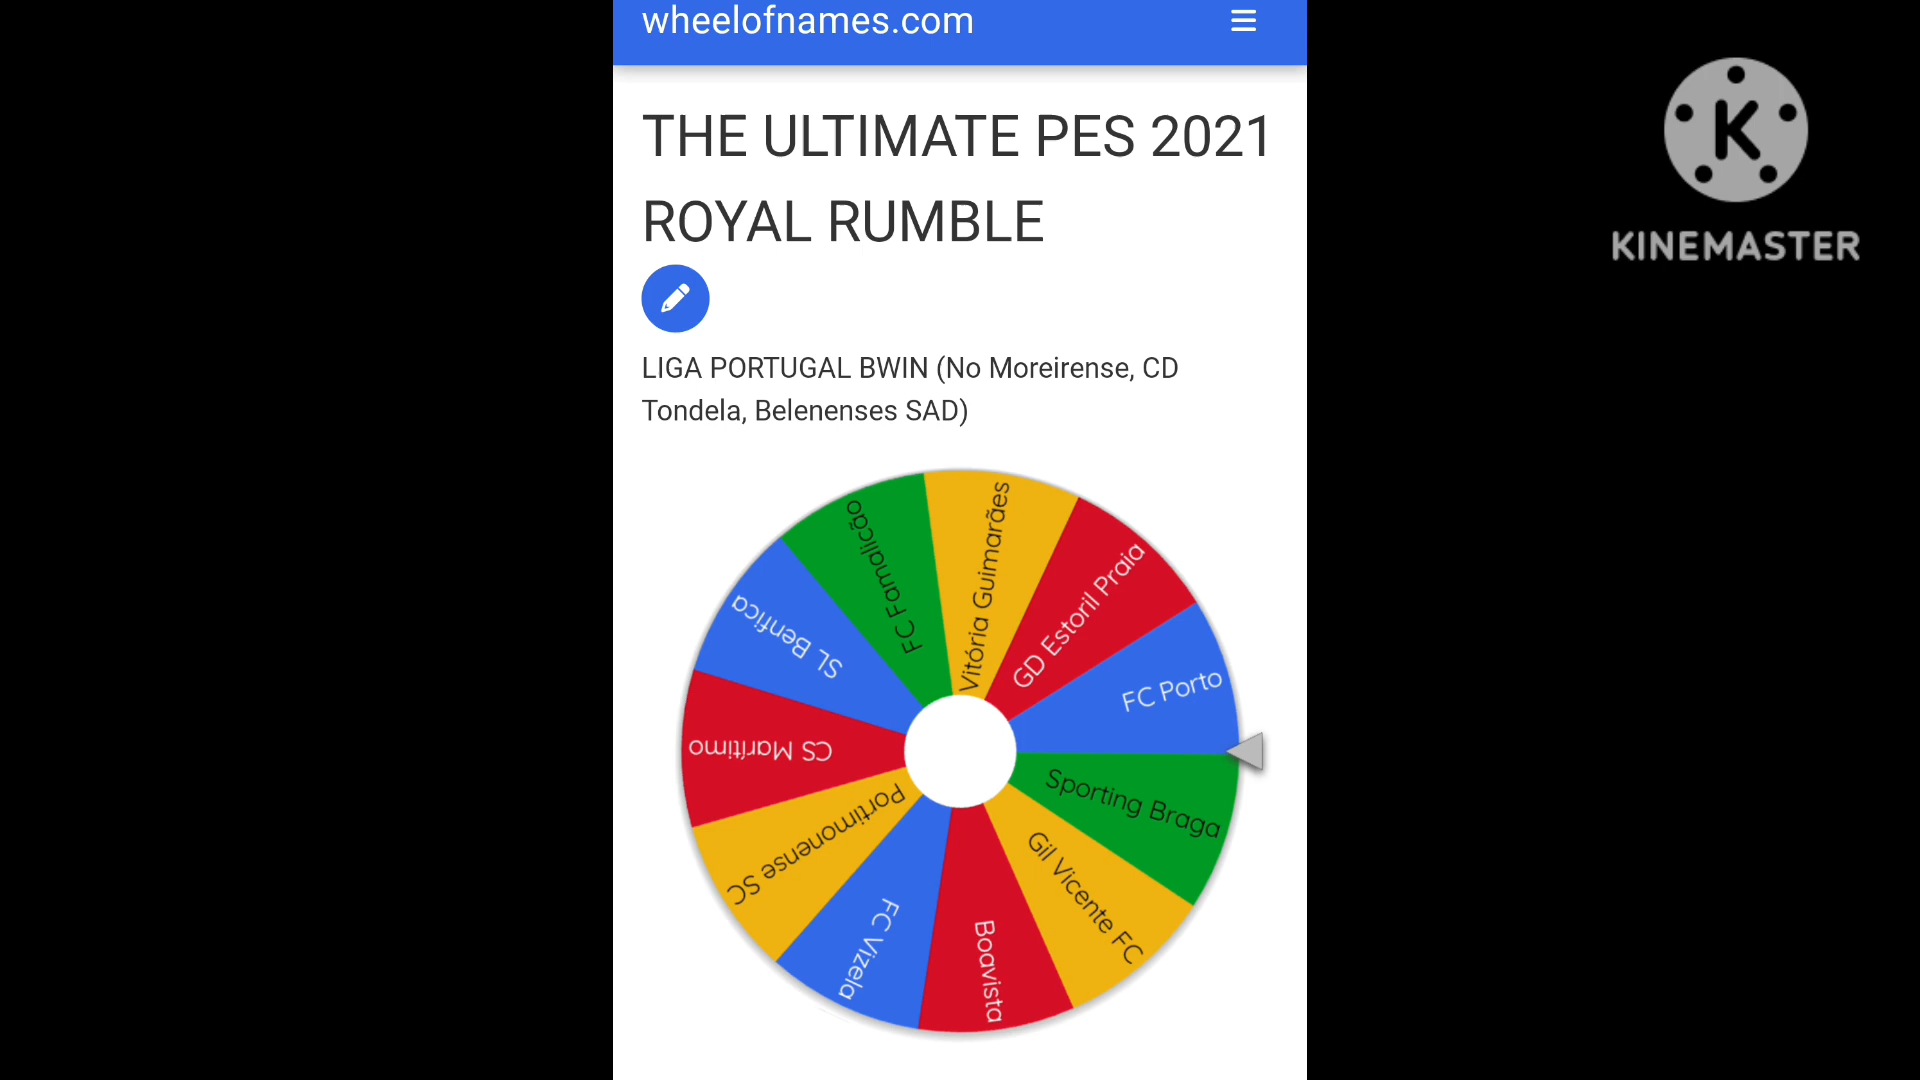 wheelofnames.com
THE ULTIMATE PES 2021
ROYAL RUMBLE
LIGA PORTUGAL BWIN (No Moreirense, CD
Tondela, Belenenses SAD)
FC Famalicão
Vitória Guimarães
GD Estoril Praia
FC Porto
Sporting Braga
Gil Vicente FC
Boavista
FC Vizela
Portimonense SC
CS Marítimo
SL Benfica
K
KINEMASTER